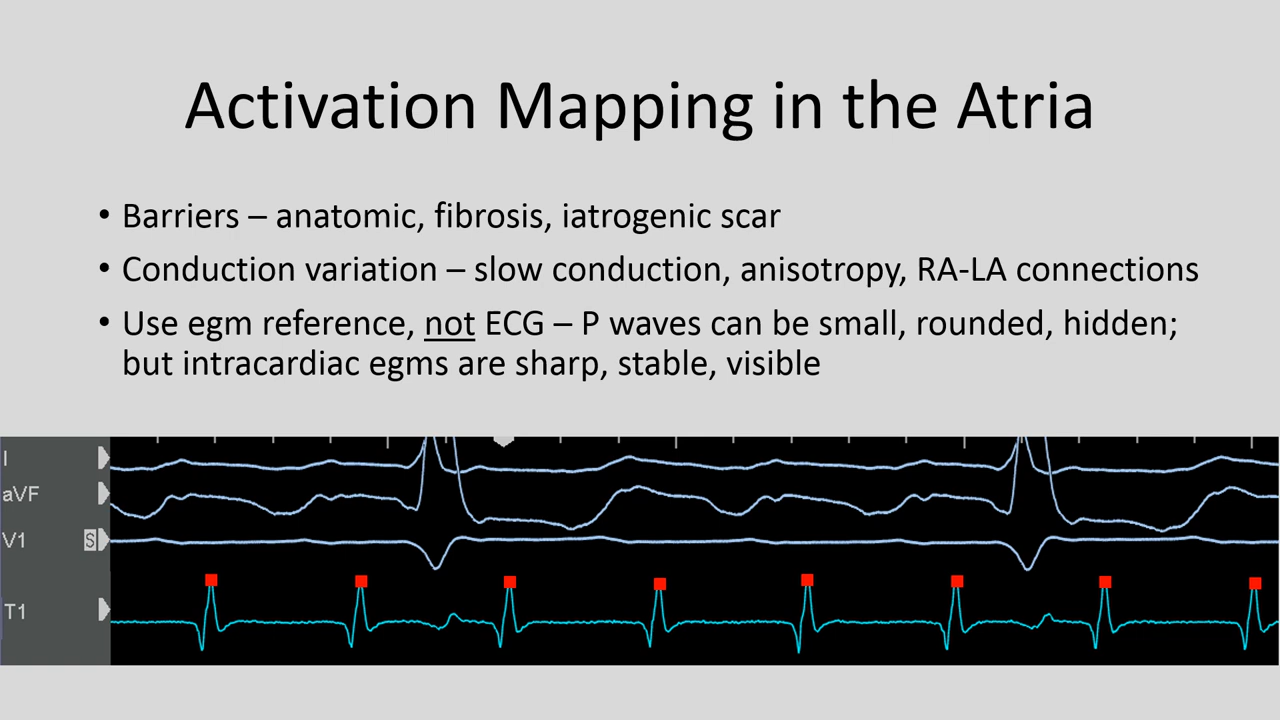 Activation Mapping in the Atria
• Barriers – anatomic, fibrosis, iatrogenic scar
• Conduction variation – slow conduction, anisotropy, RA-LA connections
• Use egm reference, not ECG – P waves can be small, rounded, hidden;
but intracardiac egms are sharp, stable, visible
I
aVF
V1 S
T1